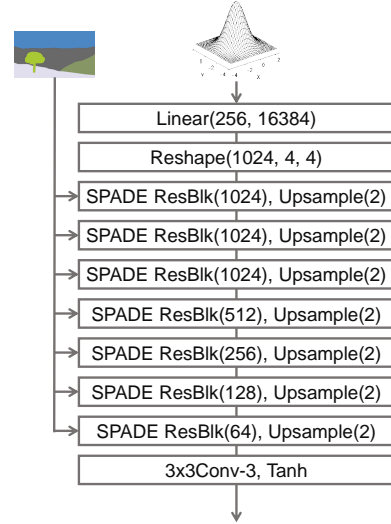 Linear(256, 16384)
Reshape(1024, 4, 4)
SPADE ResBlk(1024), Upsample(2)
SPADE ResBlk(1024), Upsample(2)
SPADE ResBlk(1024), Upsample(2)
SPADE ResBlk(512), Upsample(2)
SPADE ResBlk(256), Upsample(2)
SPADE ResBlk(128), Upsample(2)
SPADE ResBlk(64), Upsample(2)
3x3Conv-3, Tanh